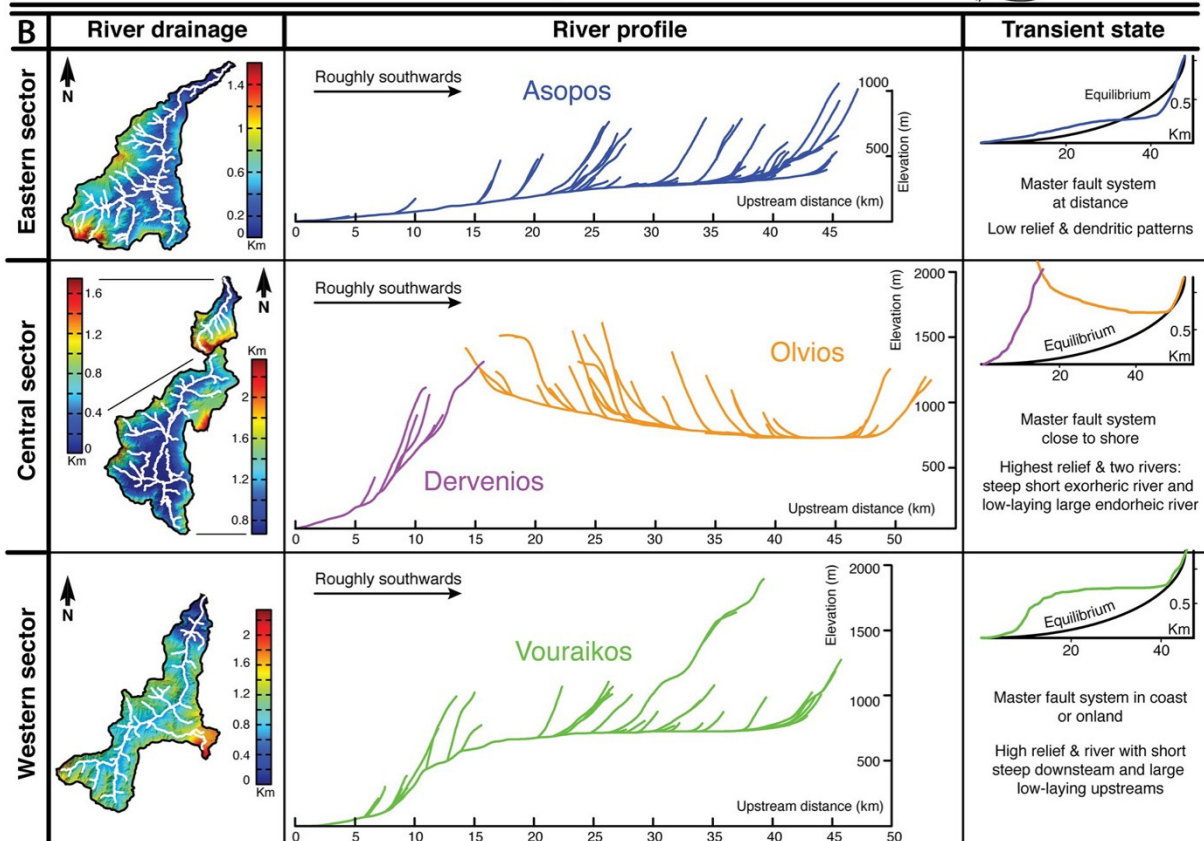 B
River drainage
River profile
Transient state
Eastern sector
N
1.4
1
0.6
0.2
0
Km
Roughly southwards
Asopos
1000
500
Elevation (m)
Upstream distance (km)
0 5 10 15 20 25 30 35 40 45
Equilibrium
0.5
Km
20 40
Master fault system
at distance
Low relief & dendritic patterns
Central sector
1.6
1.2
0.8
0.4
0
Km
N
Km
2
1.6
1.2
0.8
Roughly southwards
Olvios
Dervenios
2000
1500
1000
500
Elevation (m)
Upstream distance (km)
0 5 10 15 20 25 30 35 40 45 50
Equilibrium
0.5
Km
20 40
Master fault system
close to shore
Highest relief & two rivers:
steep short exorheric river and
low-laying large endorheic river
Western sector
N
2
1.6
1.2
0.8
0.4
0
Km
Roughly southwards
Vouraikos
2000
1500
1000
500
Elevation (m)
Upstream distance (km)
0 5 10 15 20 25 30 35 40 45 50
Equilibrium
0.5
Km
20 40
Master fault system in coast
or onland
High relief & river with short
steep downsteam and large
low-laying upstreams